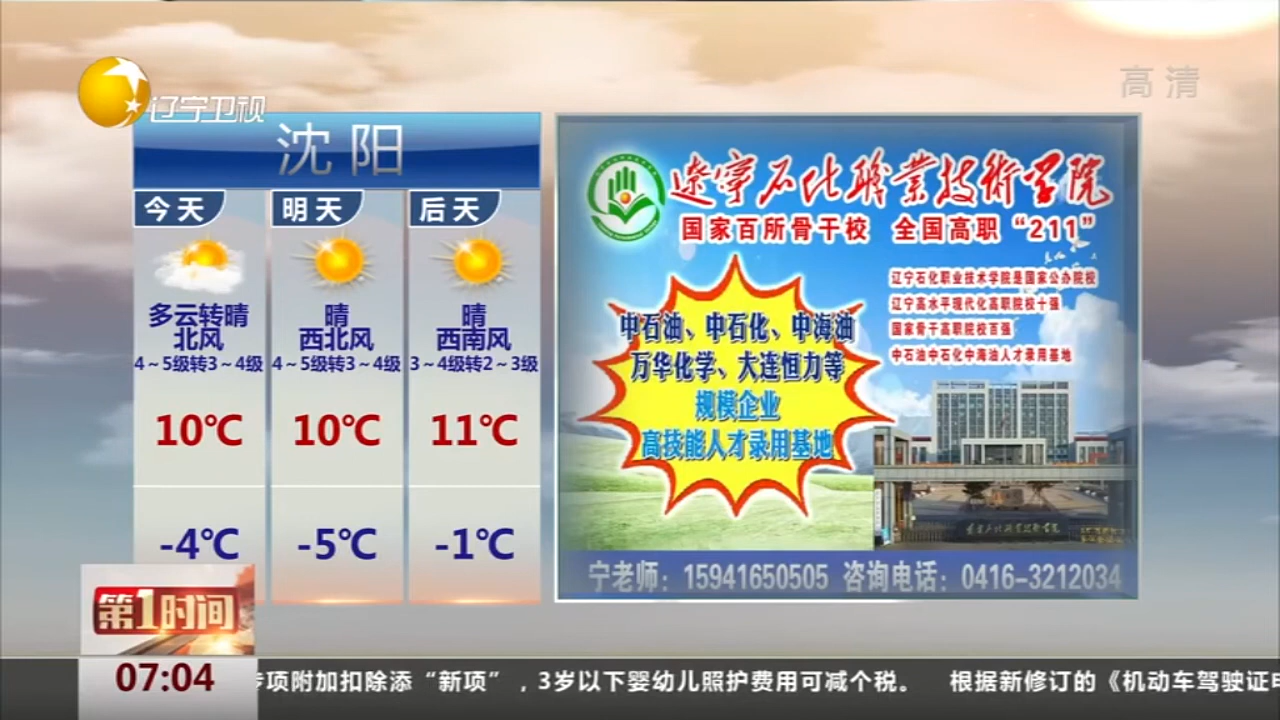 辽宁卫视
高清
沈阳
今天
多云转晴
北风
4～5级转3～4级
10℃
-4℃
明天
晴
西北风
4～5级转3～4级
10℃
-5℃
后天
晴
西南风
3～4级转2～3级
11℃
-1℃
遼寧石化職業技術学院
国家百所骨干校 全国高职“211”
中石油、中石化、中海油
万华化学、大连恒力等
规模企业
高技能人才录用基地
辽宁石化职业技术学院是国家公办院校
辽宁高水平现代化高职院校十强
国家骨干高职院校百强
中石油中石化中海油人才录用基地
宁老师：15941650505 咨询电话：0416-3212034
第1时间
07:04
专项附加扣除添“新项”，3岁以下婴幼儿照护费用可减个税。 根据新修订的《机动车驾驶证申